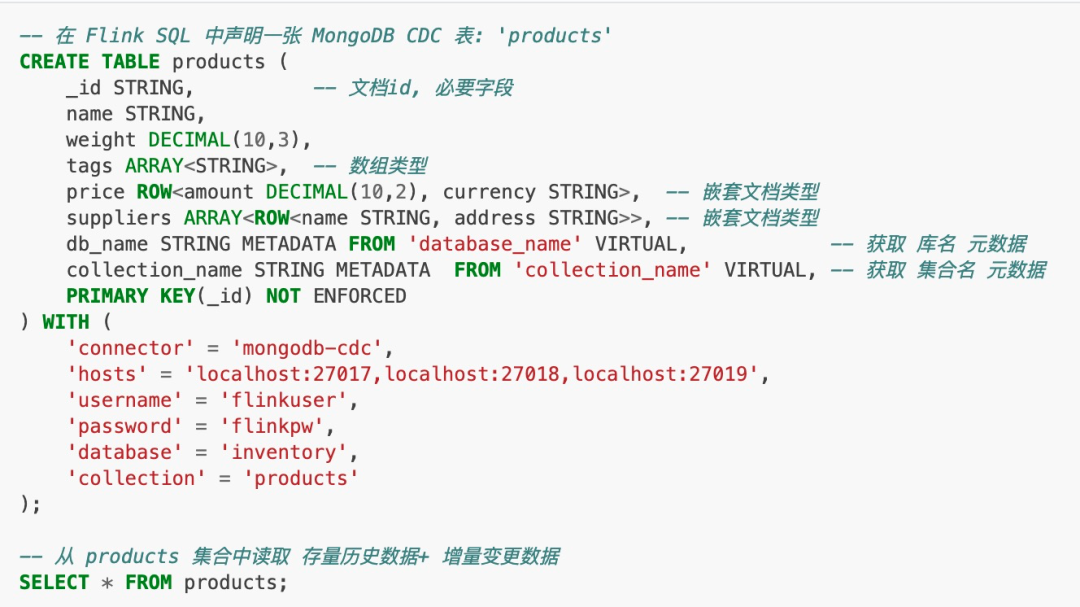 -- 在 Flink SQL 中声明一张 MongoDB CDC 表: 'products'
CREATE TABLE products (
    _id STRING,          -- 文档id, 必要字段
    name STRING,
    weight DECIMAL(10,3),
    tags ARRAY<STRING>,  -- 数组类型
    price ROW<amount DECIMAL(10,2), currency STRING>,  -- 嵌套文档类型
    suppliers ARRAY<ROW<name STRING, address STRING>>, -- 嵌套文档类型
    db_name STRING METADATA FROM 'database_name' VIRTUAL,            -- 获取 库名 元数据
    collection_name STRING METADATA  FROM 'collection_name' VIRTUAL, -- 获取 集合名 元数据
    PRIMARY KEY(_id) NOT ENFORCED
) WITH (
    'connector' = 'mongodb-cdc',
    'hosts' = 'localhost:27017,localhost:27018,localhost:27019',
    'username' = 'flinkuser',
    'password' = 'flinkpw',
    'database' = 'inventory',
    'collection' = 'products'
);
-- 从 products 集合中读取 存量历史数据+ 增量变更数据
SELECT * FROM products;